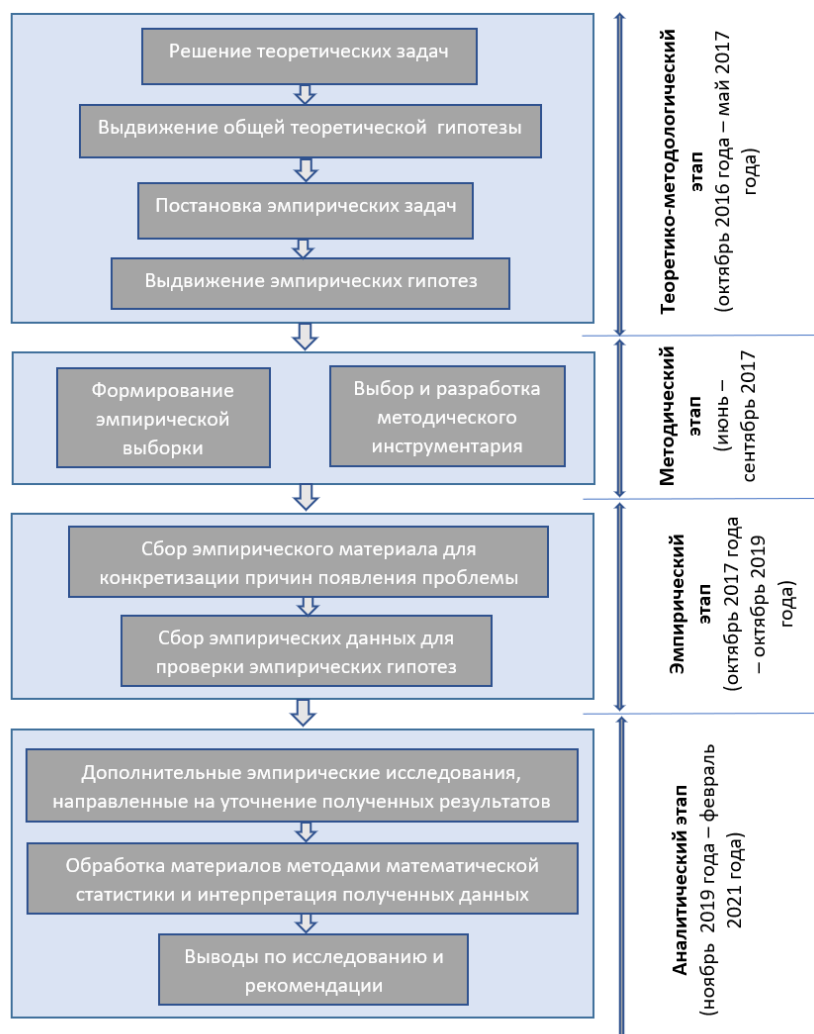 Решение теоретических задач
Выдвижение общей теоретической гипотезы
Постановка эмпирических задач
Выдвижение эмпирических гипотез
Теоретико-методологический
этап
(октябрь 2016 года – май 2017
года)
Формирование
эмпирической
выборки
Выбор и разработка
методического
инструментария
Методический
этап
(июнь –
сентябрь 2017
Сбор эмпирического материала для
конкретизации причин появления проблемы
Сбор эмпирических данных для
проверки эмпирических гипотез
Эмпирический
этап
(октябрь 2017 года
– октябрь 2019
года)
Дополнительные эмпирические исследования,
направленные на уточнение полученных результатов
Обработка материалов методами математической
статистики и интерпретация полученных данных
Выводы по исследованию и
рекомендации
Аналитический этап
(ноябрь 2019 года – февраль
2021 года)